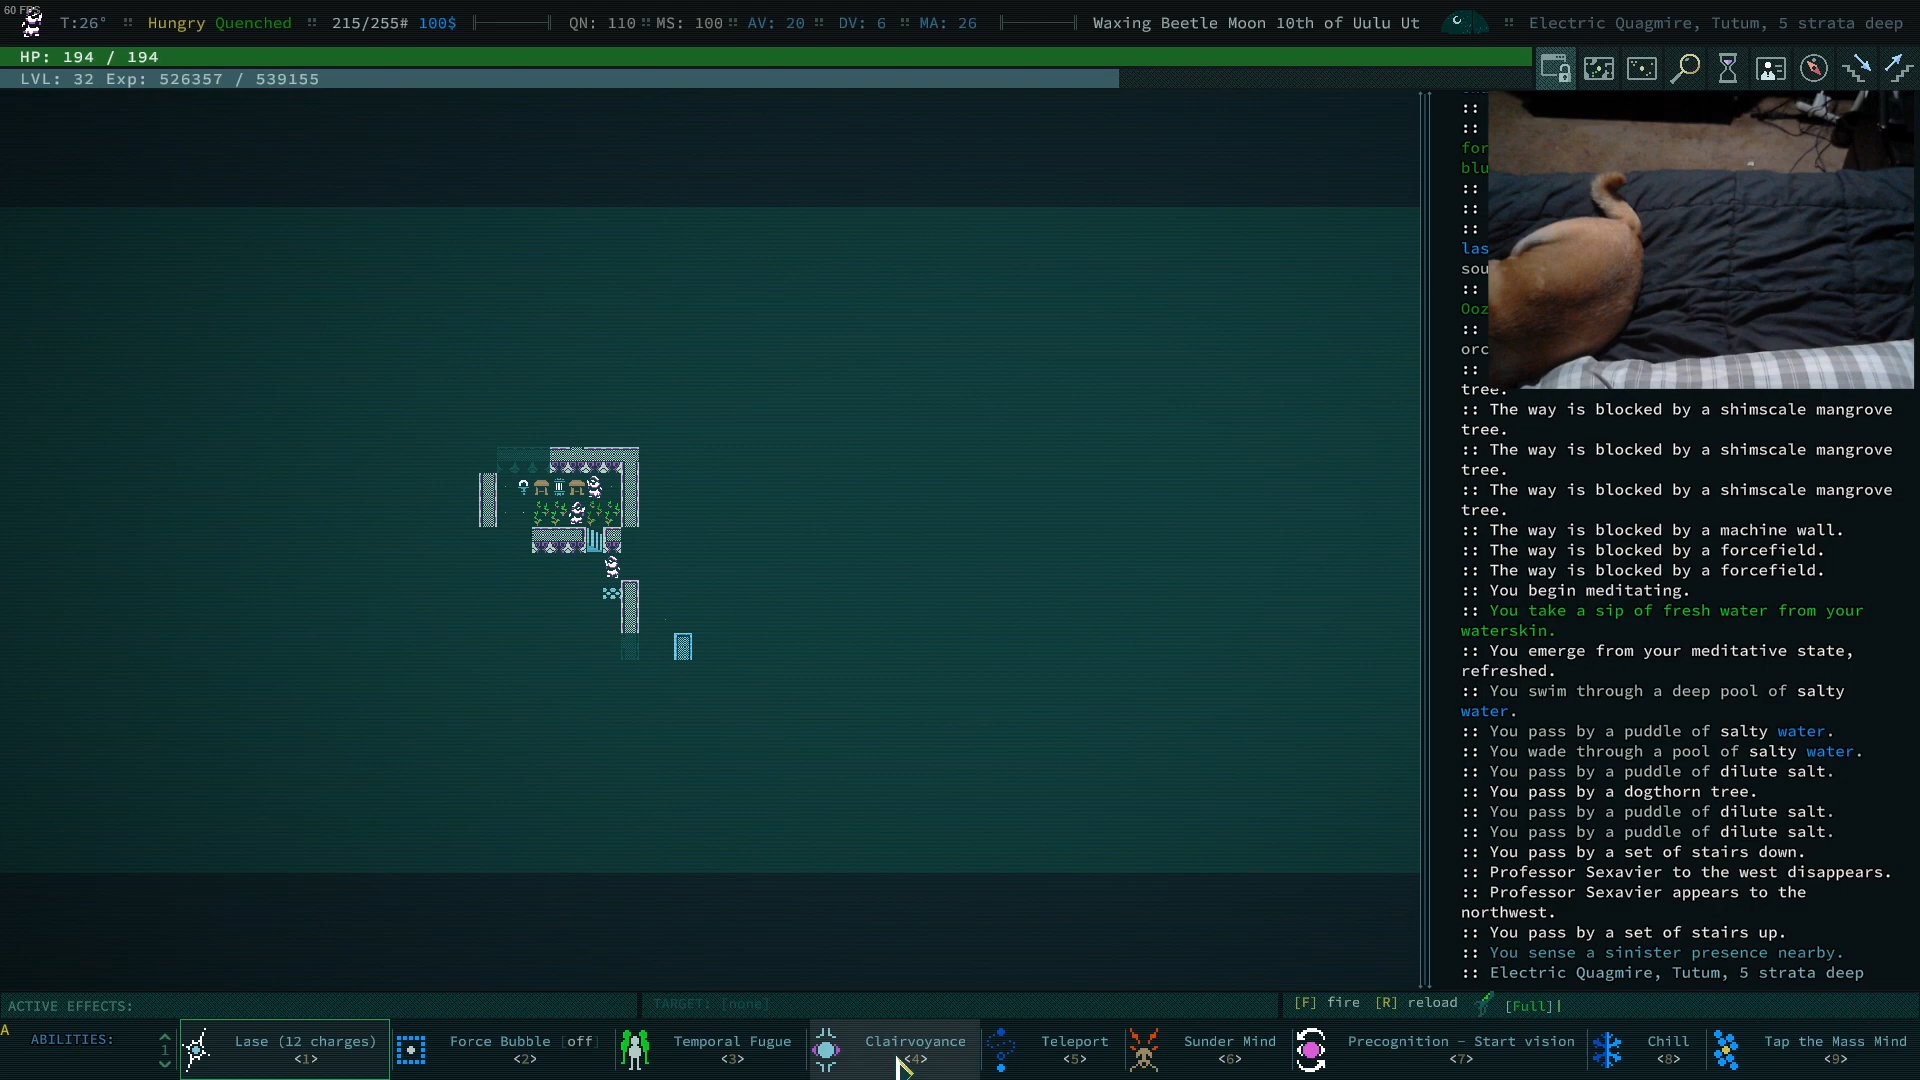 60 FPS
T:26° :: Hungry Quenched :: 215/255# 100$ QN: 110 :: MS: 100 :: AV: 20 :: DV: 6 :: MA: 26 Waxing Beetle Moon 10th of Uulu Ut :: Electric Quagmire, Tutum, 5 strata deep
HP: 194 / 194
LVL: 32 Exp: 526357 / 539155
::
::
for
blu
::
::
::
las
sou
::
Ooz
::
orc
::
tree.
:: The way is blocked by a shimscale mangrove
tree.
:: The way is blocked by a shimscale mangrove
tree.
:: The way is blocked by a shimscale mangrove
tree.
:: The way is blocked by a machine wall.
:: The way is blocked by a forcefield.
:: The way is blocked by a forcefield.
:: You begin meditating.
:: You take a sip of fresh water from your
waterskin.
:: You emerge from your meditative state,
refreshed.
:: You swim through a deep pool of salty
water.
:: You pass by a puddle of salty water.
:: You wade through a pool of salty water.
:: You pass by a puddle of dilute salt.
:: You pass by a dogthorn tree.
:: You pass by a puddle of dilute salt.
:: You pass by a puddle of dilute salt.
:: You pass by a set of stairs down.
:: Professor Sexavier to the west disappears.
:: Professor Sexavier appears to the
northwest.
:: You pass by a set of stairs up.
:: You sense a sinister presence nearby.
:: Electric Quagmire, Tutum, 5 strata deep
ACTIVE EFFECTS: TARGET: [none] [F] fire [R] reload [Full]|
A
ABILITIES: 1 Lase (12 charges) <1> Force Bubble [off] <2> Temporal Fugue <3> Clairvoyance <4> Teleport <5> Sunder Mind <6> Precognition - Start vision <7> Chill <8> Tap the Mass Mind <9>